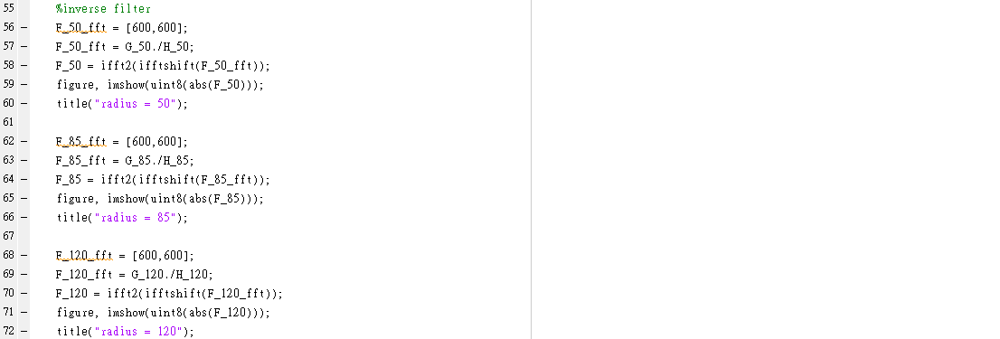 55 %inverse filter
56 – F_50_fft = [600,600];
57 – F_50_fft = G_50./H_50;
58 – F_50 = ifft2(ifftshift(F_50_fft));
59 – figure, imshow(uint8(abs(F_50)));
60 – title("radius = 50");
61
62 – F_85_fft = [600,600];
63 – F_85_fft = G_85./H_85;
64 – F_85 = ifft2(ifftshift(F_85_fft));
65 – figure, imshow(uint8(abs(F_85)));
66 – title("radius = 85");
67
68 – F_120_fft = [600,600];
69 – F_120_fft = G_120./H_120;
70 – F_120 = ifft2(ifftshift(F_120_fft));
71 – figure, imshow(uint8(abs(F_120)));
72 – title("radius = 120");